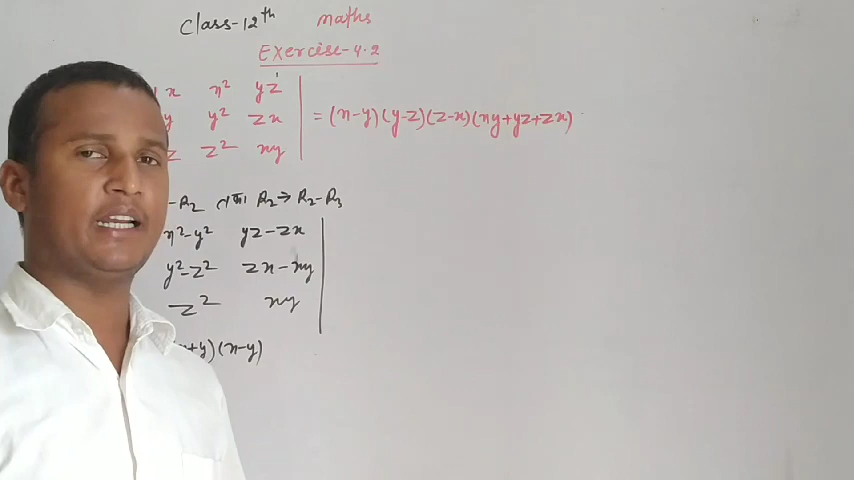 Class-12th maths
Exercise-4.2
x x² yz
y y² zx = (x-y)(y-z)(z-x)(xy+yz+zx)
z z² xy
-R₂ तथा R₂→R₂-R₃
x²-y² yz-zx
y²-z² zx-xy
z² xy
+y)(x-y)